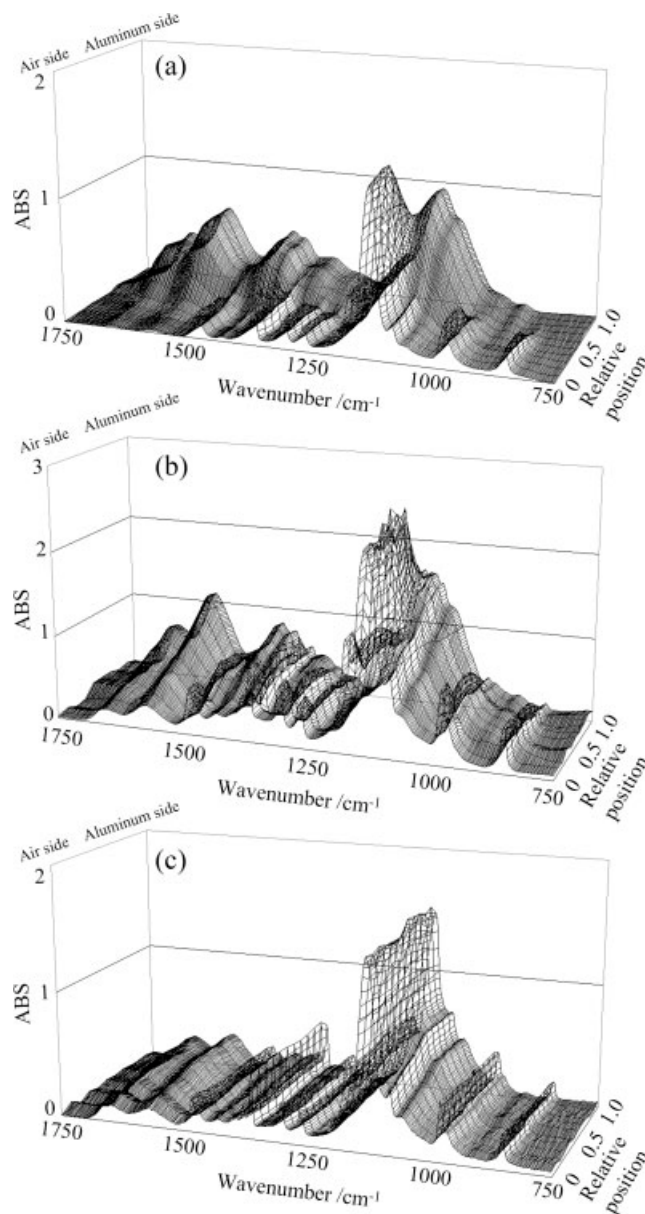 Air side Aluminum side
(a)
2
1
0
ABS
1750
1500
1250
1000
750
Wavenumber /cm⁻¹
0 0.5 1.0
Relative
position
Air side Aluminum side
(b)
3
2
1
0
ABS
1750
1500
1250
1000
750
Wavenumber /cm⁻¹
0 0.5 1.0
Relative
position
Air side Aluminum side
(c)
2
1
0
ABS
1750
1500
1250
1000
750
Wavenumber /cm⁻¹
0 0.5 1.0
Relative
position